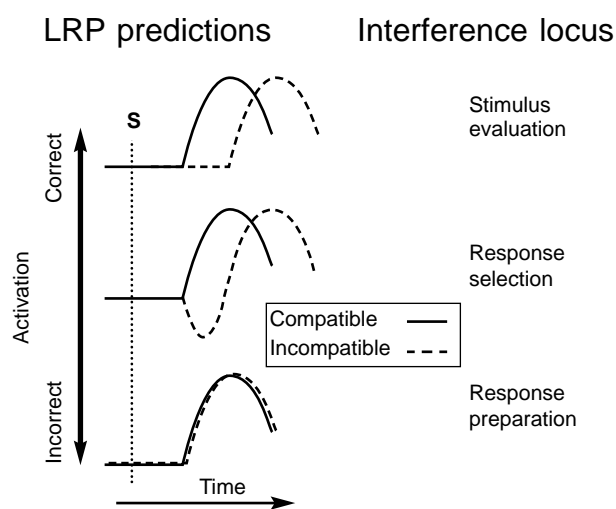 LRP predictions
Interference locus
S
Correct
Activation
Incorrect
Stimulus
evaluation
Response
selection
Compatible
Incompatible
Response
preparation
Time